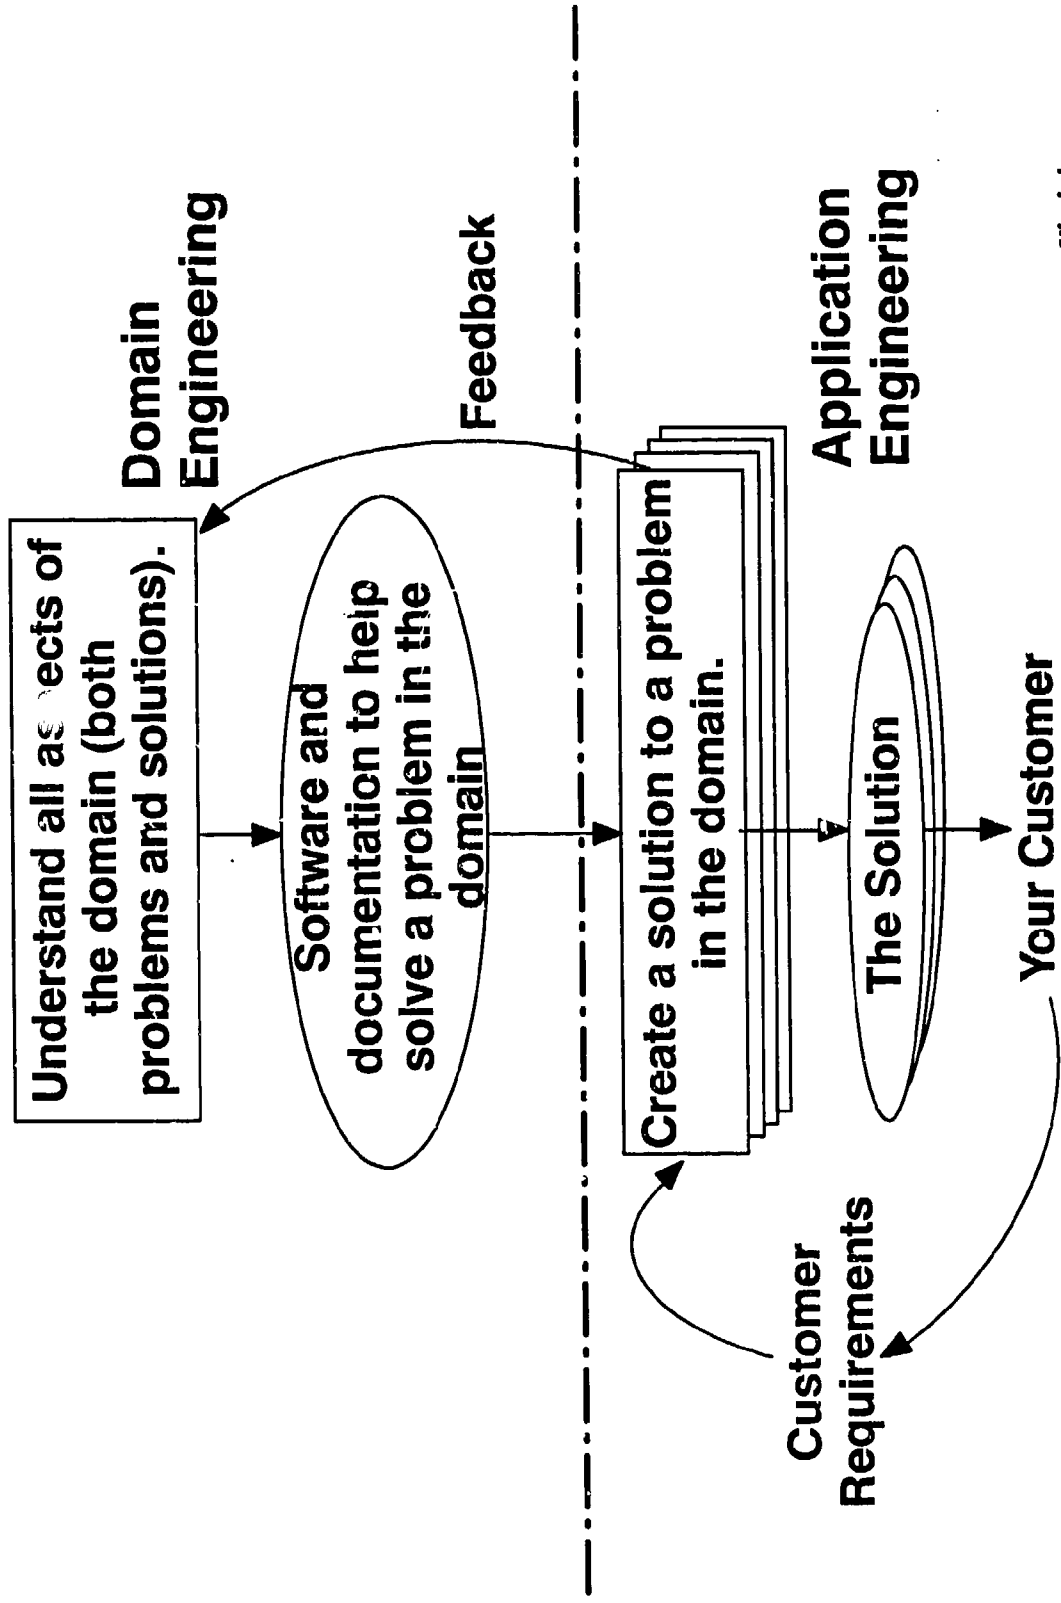 Understand all aspects of
the domain (both
problems and solutions).
Domain
Engineering
Software and
documentation to help
solve a problem in the
domain
Feedback
Create a solution to a problem
in the domain.
Application
Engineering
Customer
Requirements
The Solution
Your Customer